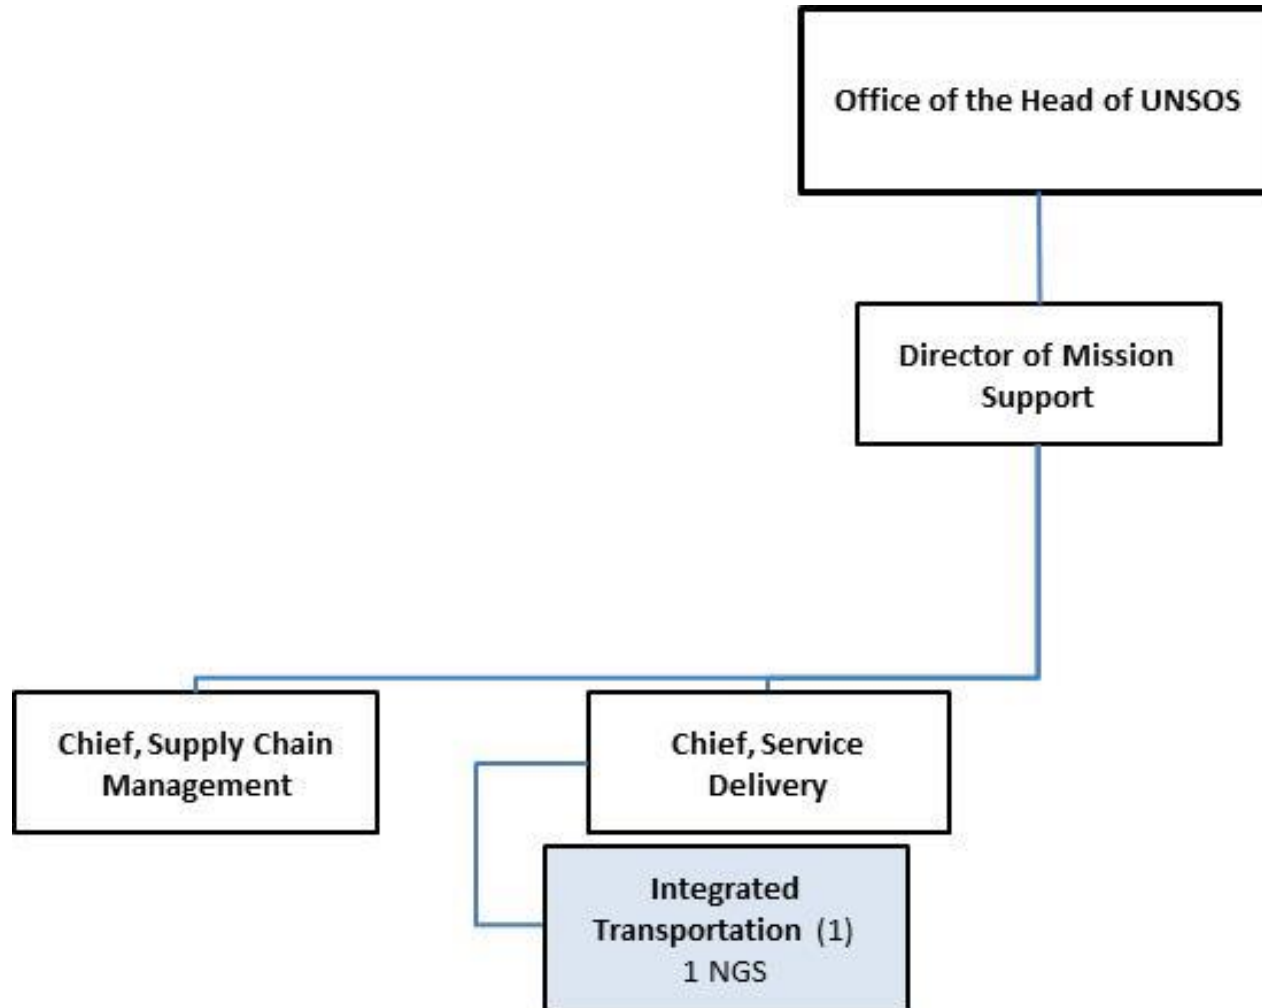 Office of the Head of UNSOS
Director of Mission
Support
Chief, Supply Chain
Management
Chief, Service
Delivery
Integrated
Transportation (1)
1 NGS